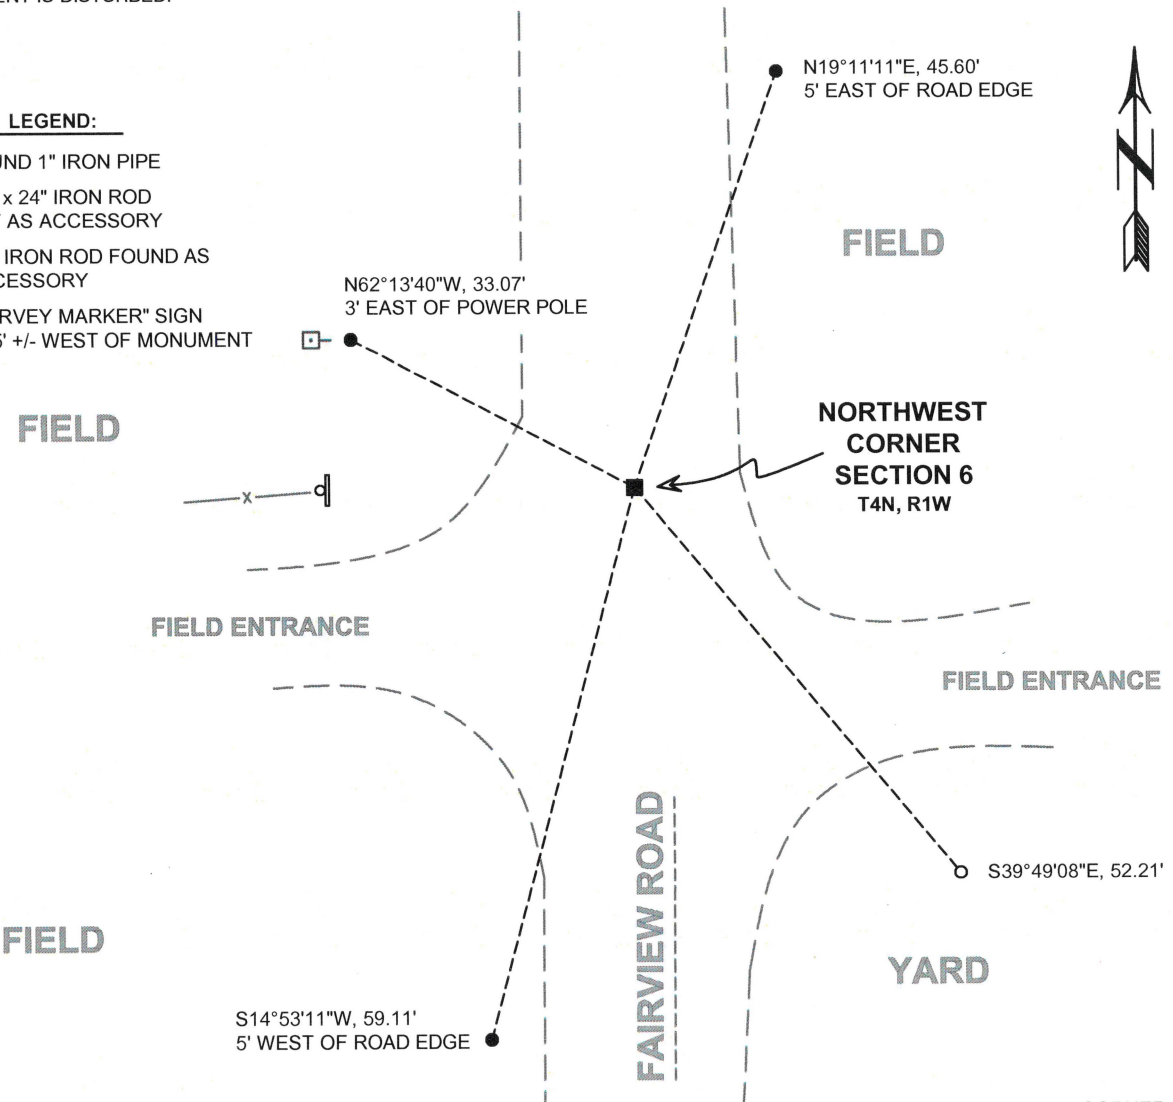 IS DISTURBED.
LEGEND:
1" IRON PIPE
x 24" IRON ROD
AS ACCESSORY
IRON ROD FOUND AS
MARKER" SIGN
+/- WEST OF MONUMENT
N19°11'11"E, 45.60'
5' EAST OF ROAD EDGE
N
FIELD
N62°13'40"W, 33.07'
3' EAST OF POWER POLE
FIELD
NORTHWEST
CORNER
SECTION 6
T4N, R1W
x
FIELD ENTRANCE
FIELD ENTRANCE
S39°49'08"E, 52.21'
FAIRVIEW ROAD
FIELD
YARD
S14°53'11"W, 59.11'
5' WEST OF ROAD EDGE